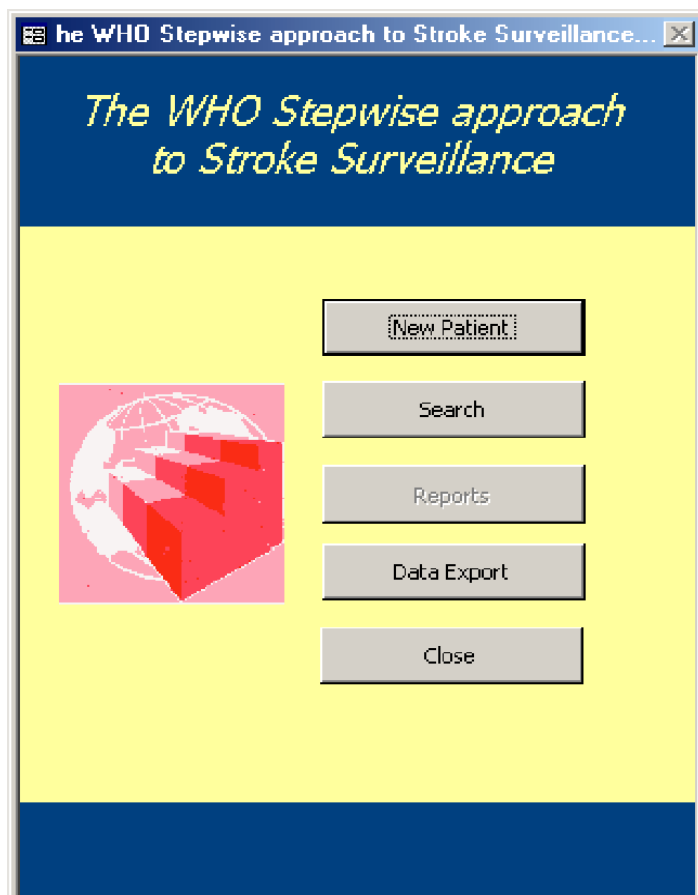 he WHO Stepwise approach to Stroke Surveillance...
The WHO Stepwise approach
to Stroke Surveillance
New Patient
Search
Reports
Data Export
Close